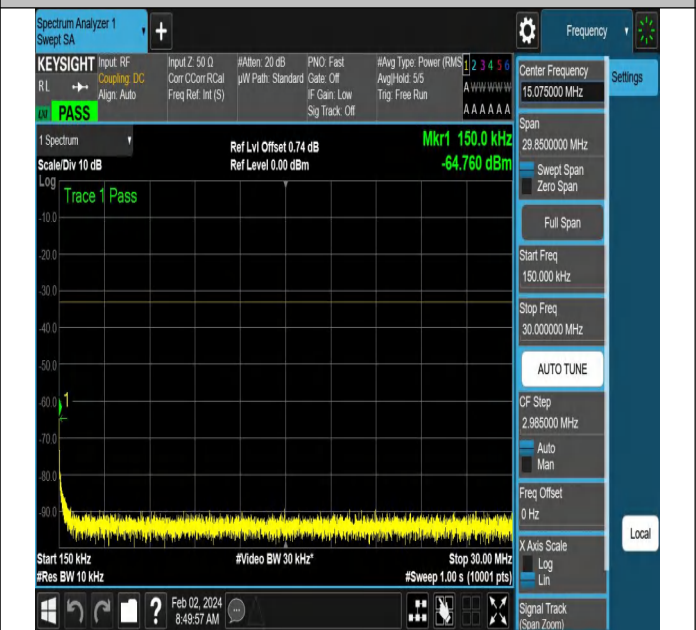 Spectrum Analyzer 1
Swept SA
+
Frequency
KEYSIGHT
RL
PASS
Input: RF
Coupling: DC
Align: Auto
Input Z: 50 Ω
Corr CCorr RCal
Freq Ref: Int (S)
#Atten: 20 dB
µW Path: Standard
PNO: Fast
Gate: Off
IF Gain: Low
Sig Track: Off
#Avg Type: Power (RMS
Avg|Hold: 5/5
Trig: Free Run
1 2 3 4 5 6
A W W W W W
A A A A A A
1 Spectrum
Scale/Div 10 dB
Ref Lvl Offset 0.74 dB
Ref Level 0.00 dBm
Mkr1 150.0 kHz
-64.760 dBm
Log
Trace 1 Pass
-10.0
-20.0
-30.0
-40.0
-50.0
-60.0
-70.0
-80.0
-90.0
1
Start 150 kHz
#Res BW 10 kHz
#Video BW 30 kHz*
Stop 30.00 MHz
#Sweep 1.00 s (10001 pts)
Center Frequency
15.075000 MHz
Settings
Span
29.8500000 MHz
Swept Span
Zero Span
Full Span
Start Freq
150.000 kHz
Stop Freq
30.000000 MHz
AUTO TUNE
CF Step
2.985000 MHz
Auto
Man
Freq Offset
0 Hz
Local
X Axis Scale
Log
Lin
Signal Track
(Span Zoom)
?
Feb 02, 2024
8:49:57 AM